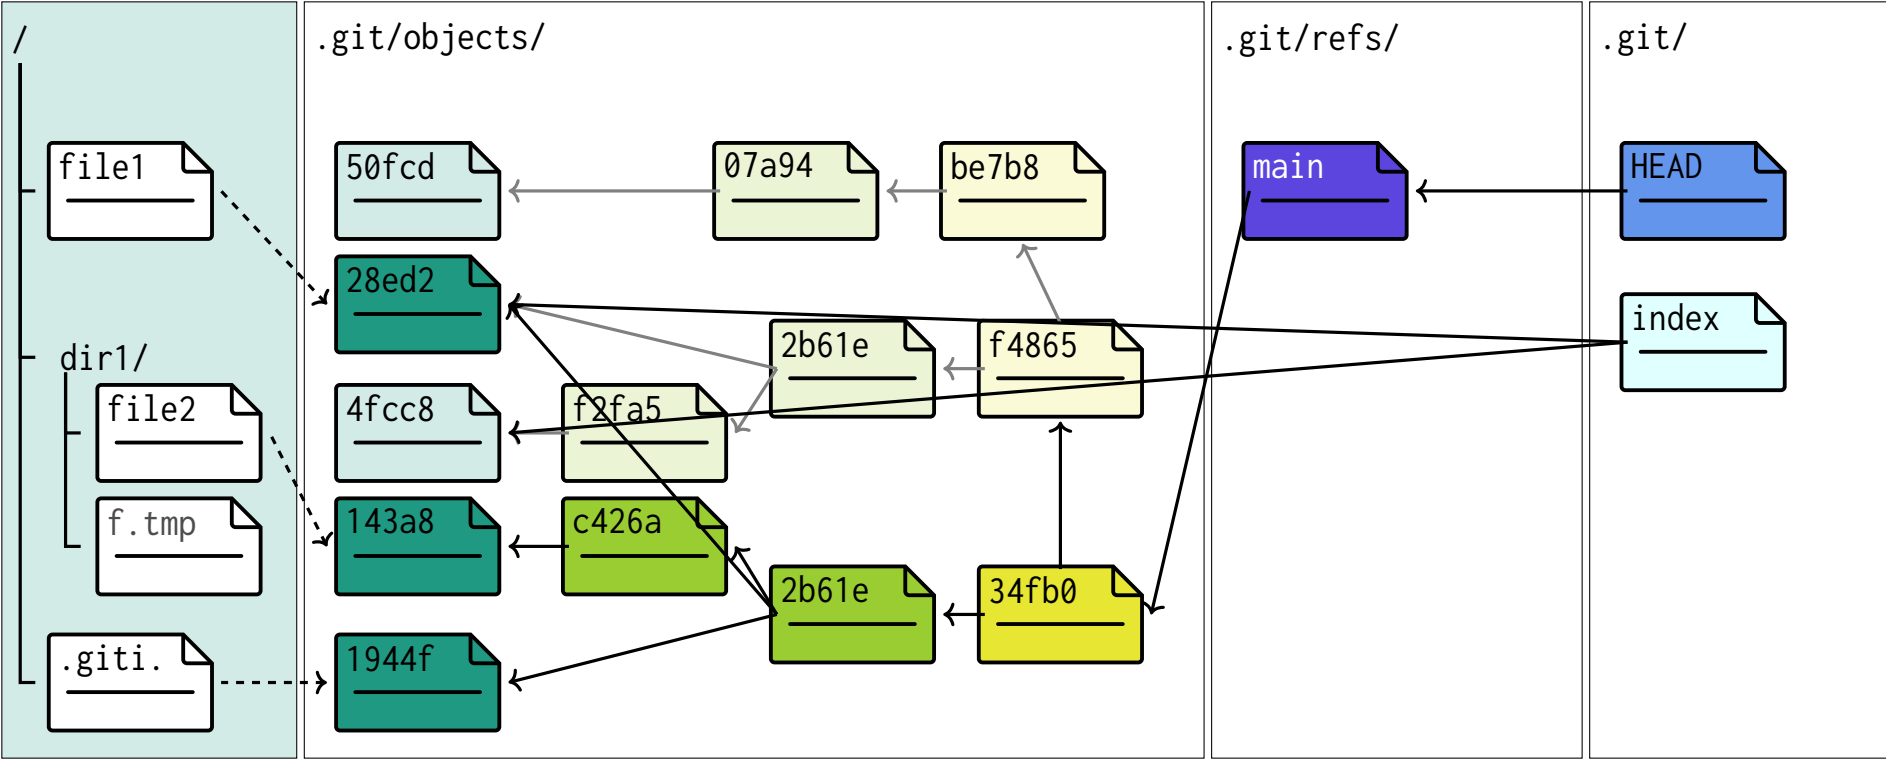 /
.git/objects/
.git/refs/
.git/
file1
50fcd
07a94
be7b8
main
HEAD
28ed2
index
dir1/
2b61e
f4865
file2
4fcc8
f2fa5
f.tmp
143a8
c426a
2b61e
34fb0
.giti.
1944f